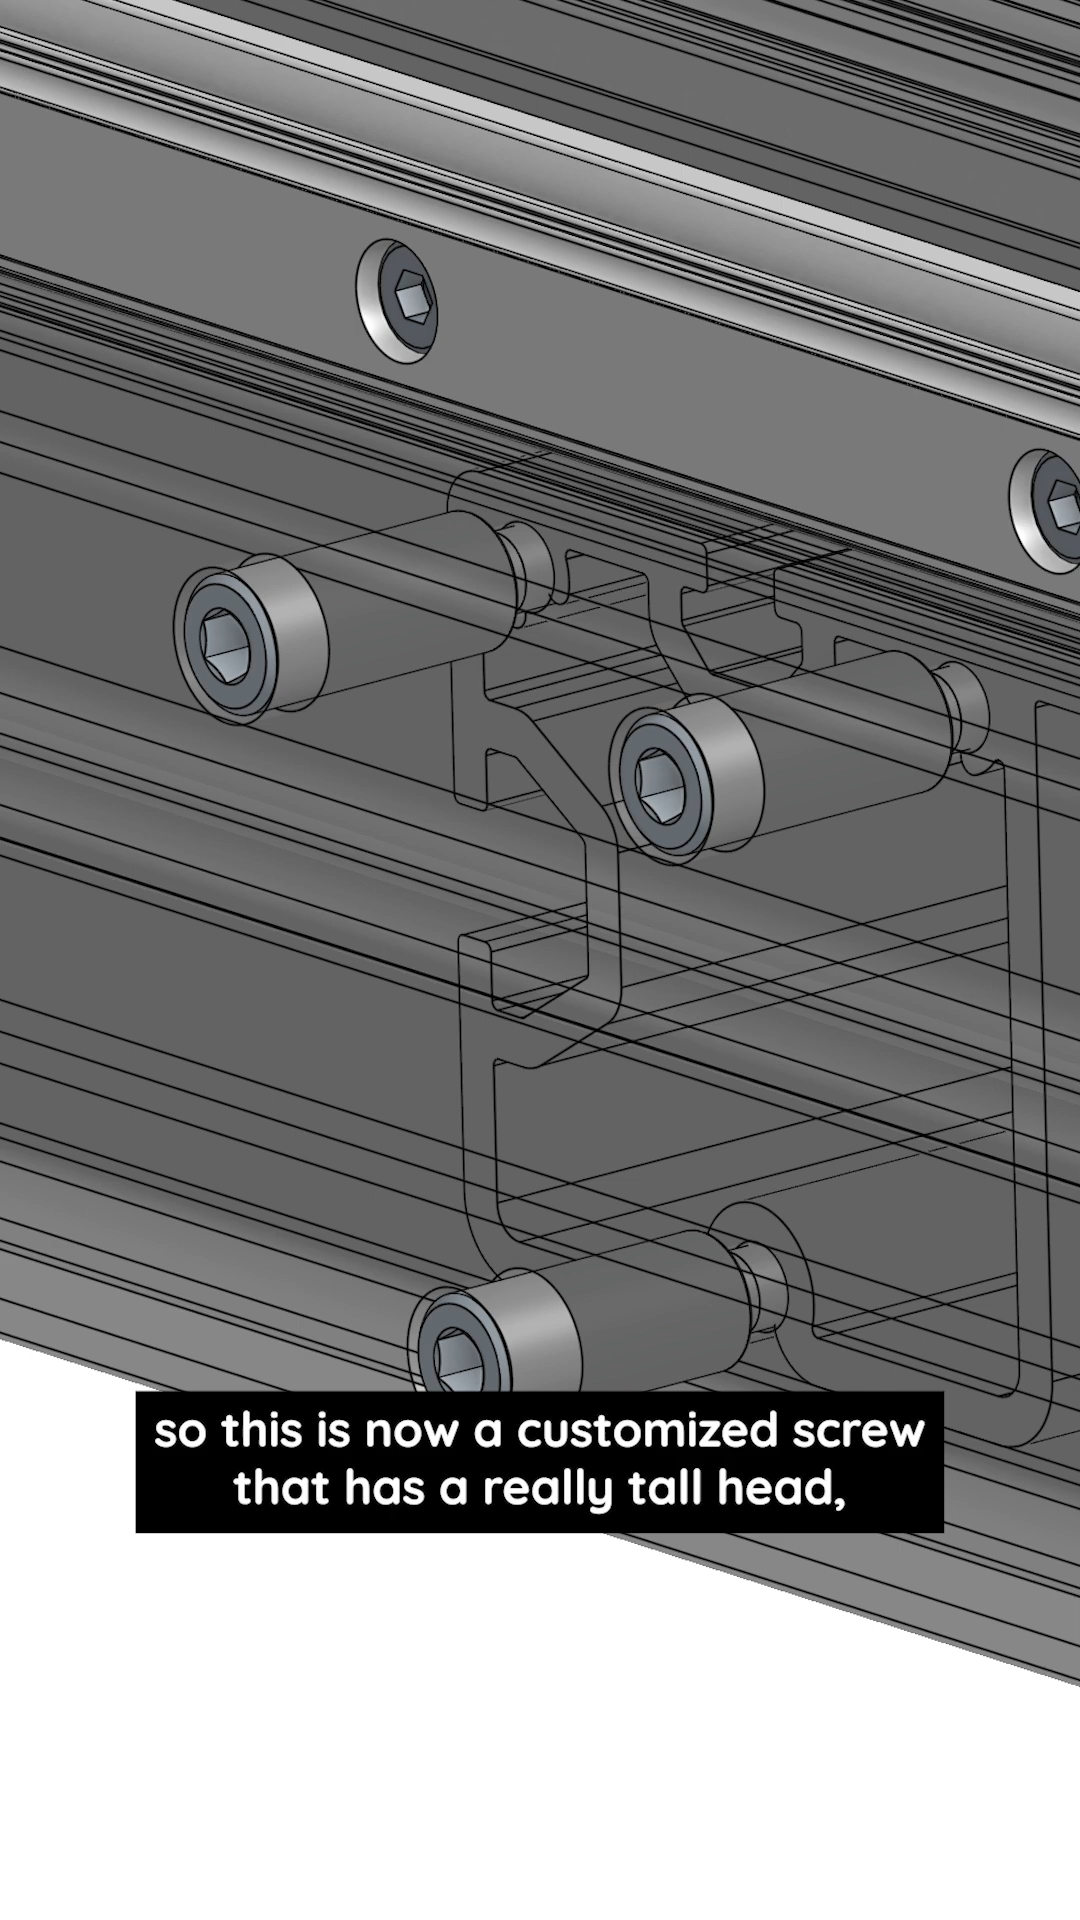 so this is now a customized screw
that has a really tall head,